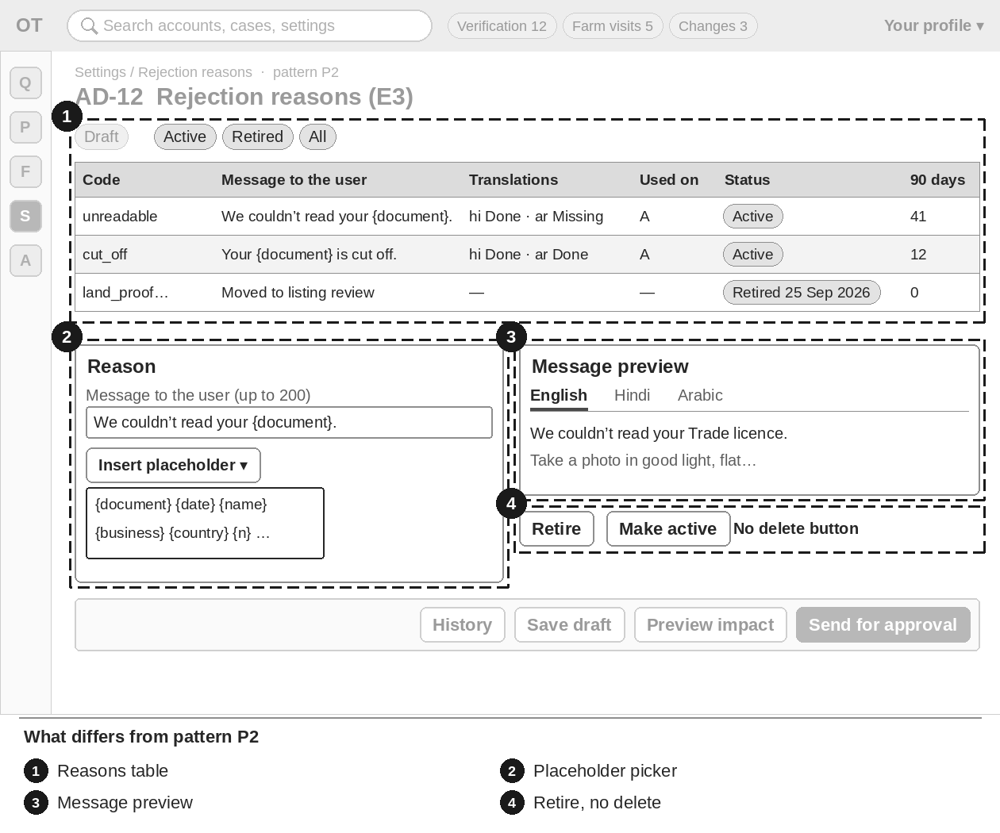 OT
Search accounts, cases, settings
Verification 12
Farm visits 5
Changes 3
Your profile ▾
Q
P
F
S
A
Settings / Rejection reasons · pattern P2
AD-12 Rejection reasons (E3)
1
Draft
Active
Retired
All
Code Message to the user Translations Used on Status 90 days
unreadable We couldn’t read your {document}. hi Done · ar Missing A Active 41
cut_off Your {document} is cut off. hi Done · ar Done A Active 12
land_proof… Moved to listing review — — Retired 25 Sep 2026 0
2
Reason
Message to the user (up to 200)
We couldn’t read your {document}.
Insert placeholder ▾
{document} {date} {name}
{business} {country} {n} …
3
Message preview
English Hindi Arabic
We couldn’t read your Trade licence.
Take a photo in good light, flat…
4
Retire
Make active
No delete button
History
Save draft
Preview impact
Send for approval
What differs from pattern P2
1 Reasons table
2 Placeholder picker
3 Message preview
4 Retire, no delete